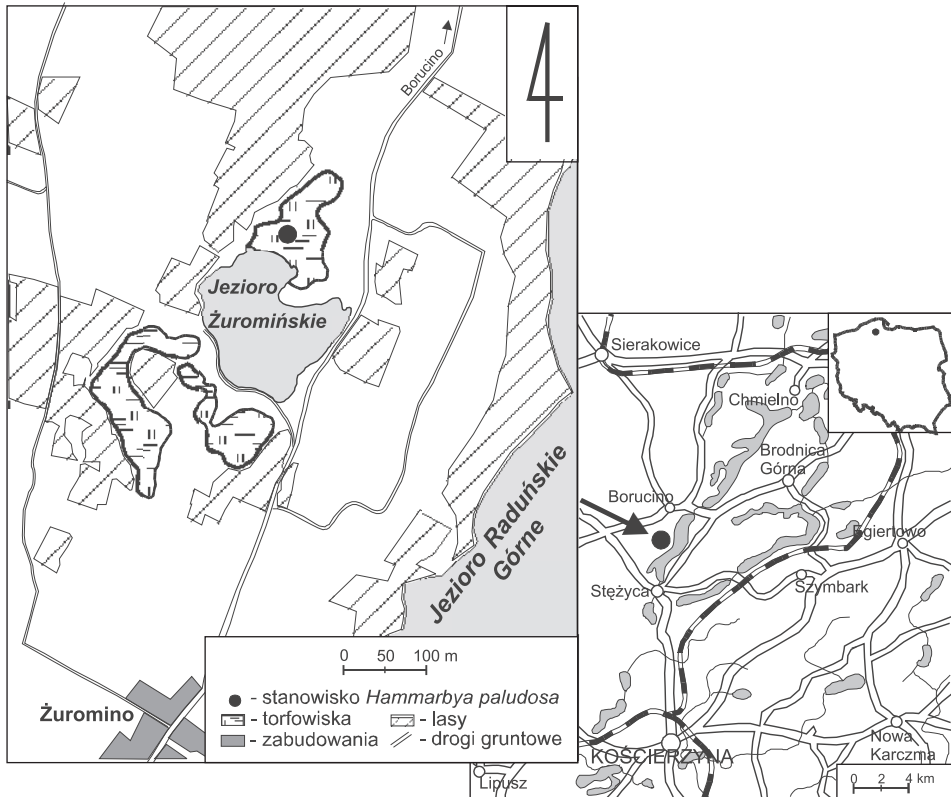 Borucino
Jezioro
Żuromińskie
Jezioro Raduńskie
Górne
Żuromino
0 50 100 m
- stanowisko Hammarbya paludosa
- torfowiska
- lasy
- zabudowania
- drogi gruntowe
Sierakowice
Chmielno
Brodnica
Górna
Borucino
Egiertowo
Stężyca
Szymbark
KOŚCIERZYNA
Nowa
Karczma
Lipusz
0 2 4 km